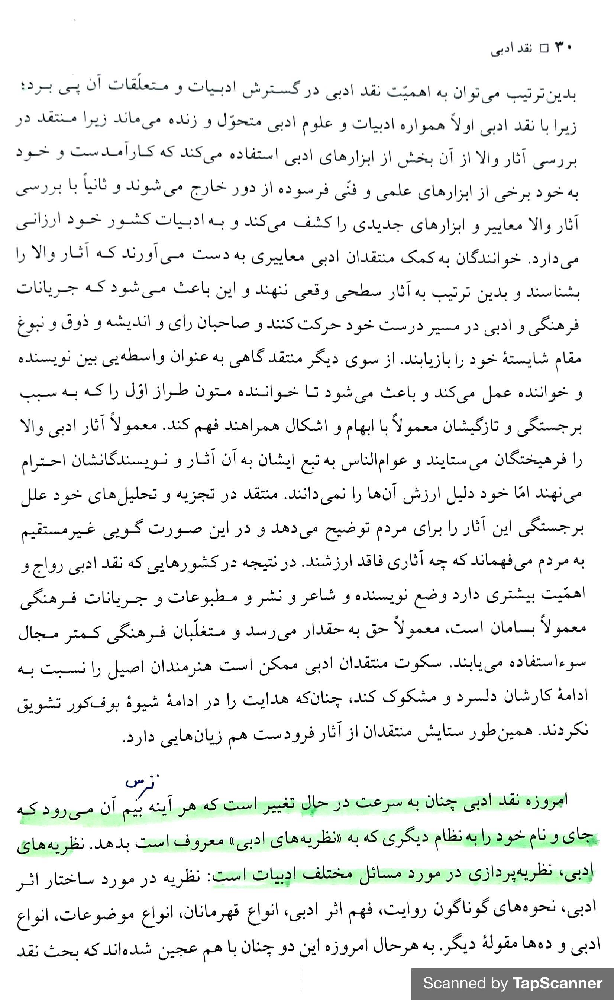 ۳۰ □ نقد ادبی
بدین‌ترتیب می‌توان به اهمیّت نقد ادبی در گسترش ادبیات و متعلّقات آن پی برد؛
زیرا با نقد ادبی اولاً همواره ادبیات و علوم ادبی متحوّل و زنده می‌ماند زیرا منتقد در
بررسی آثار والا از آن بخش از ابزارهای ادبی استفاده می‌کند که کارآمدست و خود
به خود برخی از ابزارهای علمی و فنّی فرسوده از دور خارج می‌شوند و ثانیاً با بررسی
آثار والا معاییر و ابزارهای جدیدی را کشف می‌کند و به ادبیات کشور خود ارزانی
می‌دارد. خوانندگان به کمک منتقدان ادبی معاییری به دست می‌آورند که آثار والا را
بشناسند و بدین ترتیب به آثار سطحی وقعی ننهند و این باعث می‌شود که جریانات
فرهنگی و ادبی در مسیر درست خود حرکت کنند و صاحبان رای و اندیشه و ذوق و نبوغ
مقام شایستهٔ خود را بازیابند. از سوی دیگر منتقد گاهی به عنوان واسطه‌یی بین نویسنده
و خواننده عمل می‌کند و باعث می‌شود تا خواننده متون طراز اوّل را که به سبب
برجستگی و تازگیشان معمولاً با ابهام و اشکال همراهند فهم کند. معمولاً آثار ادبی والا
را فرهیختگان می‌ستایند و عوام‌الناس به تبع ایشان به آن آثار و نویسندگانشان احترام
می‌نهند امّا خود دلیل ارزش آن‌ها را نمی‌دانند. منتقد در تجزیه و تحلیل‌های خود علل
برجستگی این آثار را برای مردم توضیح می‌دهد و در این صورت گویی غیرمستقیم
به مردم می‌فهماند که چه آثاری فاقد ارزشند. در نتیجه در کشورهایی که نقد ادبی رواج و
اهمّیت بیشتری دارد وضع نویسنده و شاعر و نشر و مطبوعات و جریانات فرهنگی
معمولاً بسامان است، معمولاً حق به حقدار می‌رسد و متغلّبان فرهنگی کمتر مجال
سوءاستفاده می‌یابند. سکوت منتقدان ادبی ممکن است هنرمندان اصیل را نسبت به
ادامهٔ کارشان دلسرد و مشکوک کند، چنان‌که هدایت را در ادامهٔ شیوهٔ بوف‌کور تشویق
نکردند. همین‌طور ستایش منتقدان از آثار فرودست هم زیان‌هایی دارد.
ترس
امروزه نقد ادبی چنان به سرعت در حال تغییر است که هر آینه بیم آن می‌رود که
جای و نام خود را به نظام دیگری که به «نظریه‌های ادبی» معروف است بدهد. نظریه‌های
ادبی، نظریه‌پردازی در مورد مسائل مختلف ادبیات است: نظریه در مورد ساختار اثر
ادبی، نحوه‌های گوناگون روایت، فهم اثر ادبی، انواع قهرمانان، انواع موضوعات، انواع
ادبی و ده‌ها مقولهٔ دیگر. به هرحال امروزه این دو چنان با هم عجین شده‌اند که بحث نقد
Scanned by TapScanner